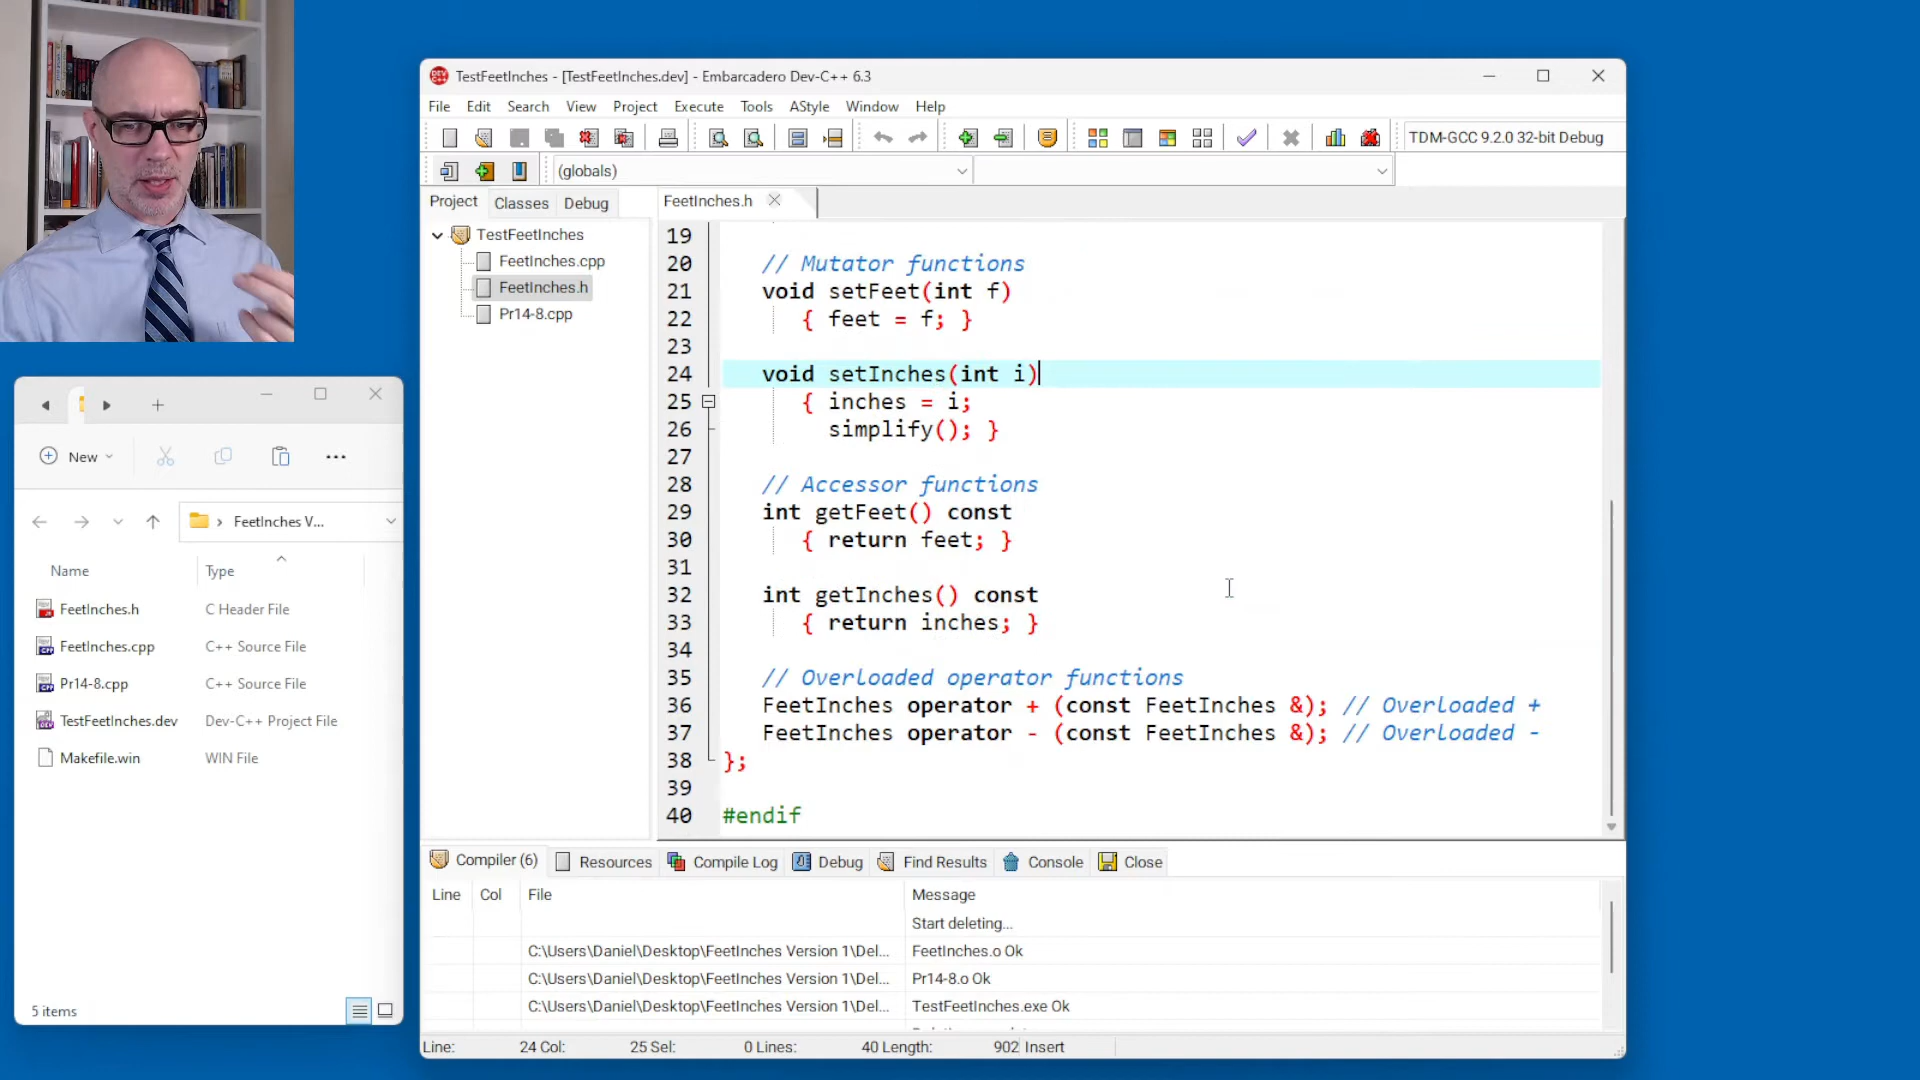 TestFeetInches - [TestFeetInches.dev] - Embarcadero Dev-C++ 6.3
File Edit Search View Project Execute Tools AStyle Window Help
TDM-GCC 9.2.0 32-bit Debug
(globals)
Project Classes Debug
FeetInches.h
TestFeetInches
FeetInches.cpp
FeetInches.h
Pr14-8.cpp
19
20 // Mutator functions
21 void setFeet(int f)
22 { feet = f; }
23
24 void setInches(int i)
25 { inches = i;
26 simplify(); }
27
28 // Accessor functions
29 int getFeet() const
30 { return feet; }
31
32 int getInches() const
33 { return inches; }
34
35 // Overloaded operator functions
36 FeetInches operator + (const FeetInches &); // Overloaded +
37 FeetInches operator - (const FeetInches &); // Overloaded -
38 };
39
40 #endif
Compiler (6) Resources Compile Log Debug Find Results Console Close
Line Col File Message
Start deleting...
C:\Users\Daniel\Desktop\FeetInches Version 1\Del... FeetInches.o Ok
C:\Users\Daniel\Desktop\FeetInches Version 1\Del... Pr14-8.o Ok
C:\Users\Daniel\Desktop\FeetInches Version 1\Del... TestFeetInches.exe Ok
Line: 24 Col: 25 Sel: 0 Lines: 40 Length: 902 Insert
New
FeetInches V...
Name Type
FeetInches.h C Header File
FeetInches.cpp C++ Source File
Pr14-8.cpp C++ Source File
TestFeetInches.dev Dev-C++ Project File
Makefile.win WIN File
5 items